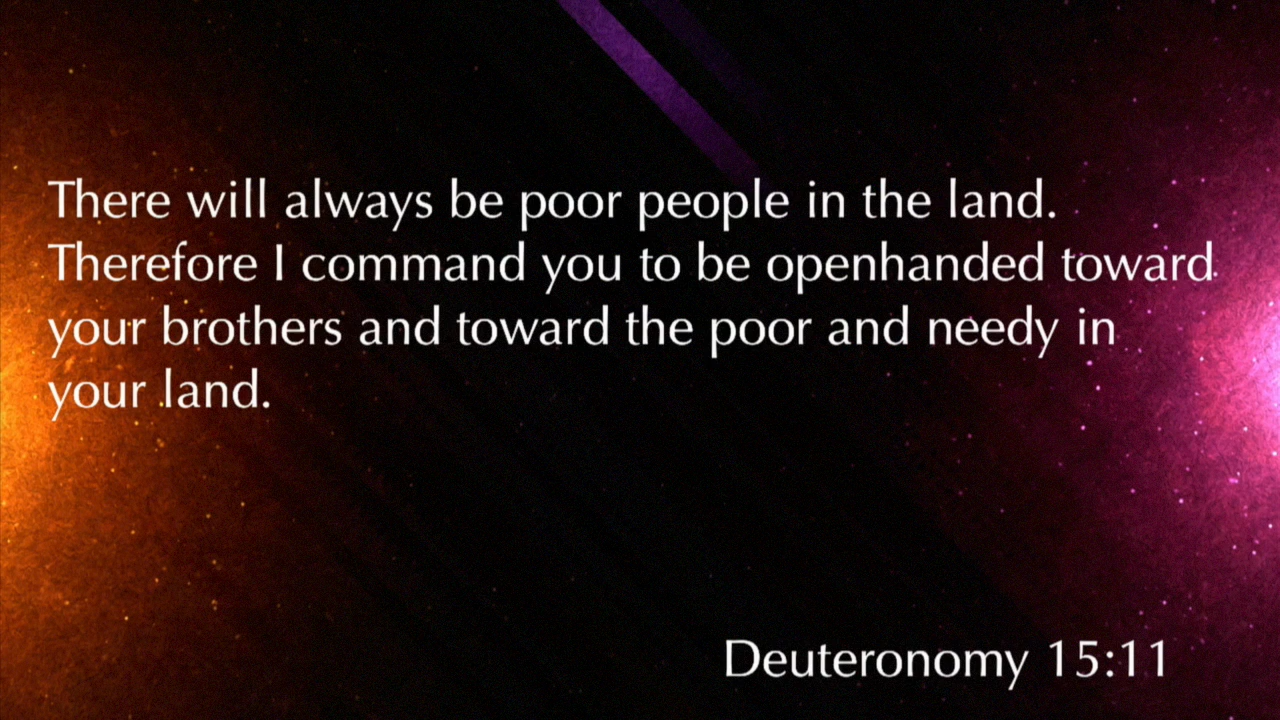 There will always be poor people in the land.
Therefore I command you to be openhanded toward
your brothers and toward the poor and needy in
your land.
Deuteronomy 15:11